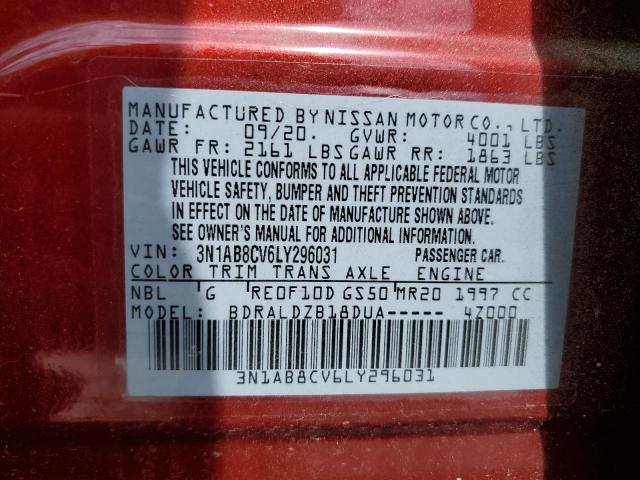 MANUFACTURED BY NISSAN MOTOR CO., LTD.
DATE: 09/20. GVWR: 4001 LBS
GAWR FR: 2161 LBS GAWR RR: 1863 LBS
THIS VEHICLE CONFORMS TO ALL APPLICABLE FEDERAL MOTOR
VEHICLE SAFETY, BUMPER AND THEFT PREVENTION STANDARDS
IN EFFECT ON THE DATE OF MANUFACTURE SHOWN ABOVE.
SEE OWNER'S MANUAL FOR ADDITIONAL INFORMATION.
VIN: 3N1AB8CV6LY296031 PASSENGER CAR.
COLOR TRIM TRANS AXLE ENGINE
NBL G RE0F10D GS50 MR20 1997 CC
MODEL: BDRALDZB18DUA----- 4Z000
3N1AB8CV6LY296031